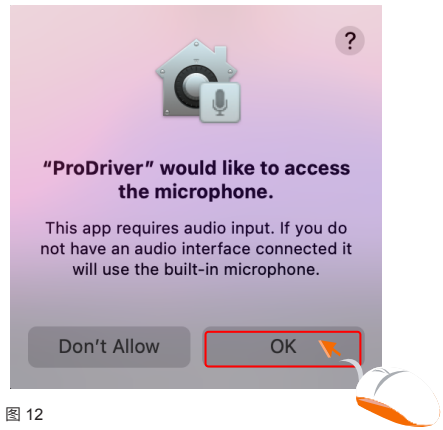 ?
“ProDriver” would like to access
the microphone.
This app requires audio input. If you do
not have an audio interface connected it
will use the built-in microphone.
Don’t Allow
OK
图 12